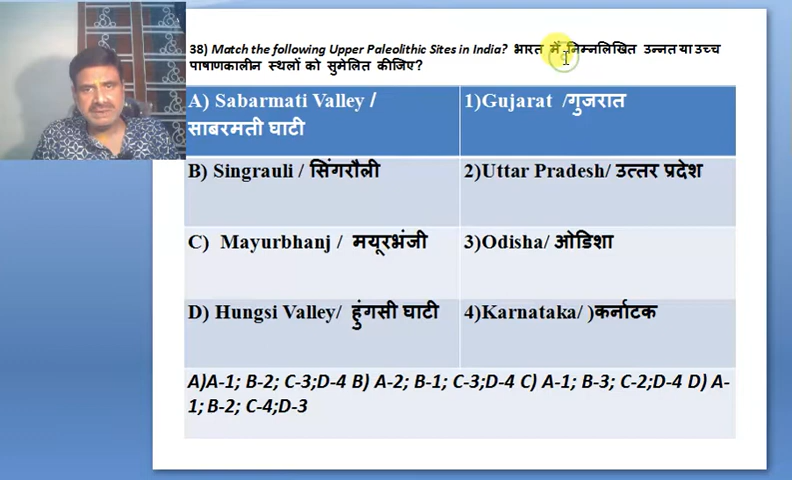 38) Match the following Upper Paleolithic Sites in India? भारत में निम्नलिखित उन्नत या उच्च
पाषाणकालीन स्थलों को सुमेलित कीजिए?
A) Sabarmati Valley /
साबरमती घाटी
1)Gujarat /गुजरात
B) Singrauli / सिंगरौली
2)Uttar Pradesh/ उत्तर प्रदेश
C) Mayurbhanj / मयूरभंजी
3)Odisha/ ओडिशा
D) Hungsi Valley/ हुंगसी घाटी
4)Karnataka/ )कर्नाटक
A)A-1; B-2; C-3;D-4 B) A-2; B-1; C-3;D-4 C) A-1; B-3; C-2;D-4 D) A-
1; B-2; C-4;D-3